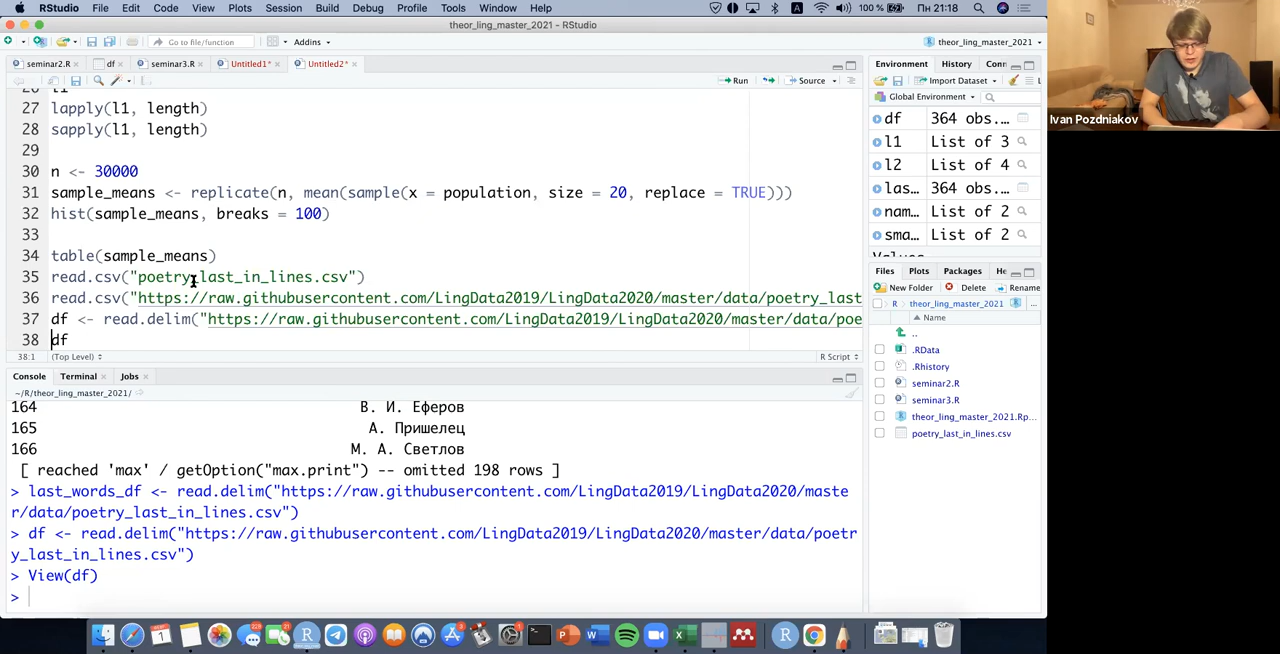 RStudio File Edit Code View Plots Session Build Debug Profile Tools Window Help 100 % Пн 21:18
theor_ling_master_2021 - RStudio
Go to file/function Addins theor_ling_master_2021
seminar2.R df seminar3.R Untitled1* Untitled2*
Run Source
27 lapply(l1, length)
28 sapply(l1, length)
29
30 n <- 30000
31 sample_means <- replicate(n, mean(sample(x = population, size = 20, replace = TRUE)))
32 hist(sample_means, breaks = 100)
33
34 table(sample_means)
35 read.csv("poetry_last_in_lines.csv")
36 read.csv("https://raw.githubusercontent.com/LingData2019/LingData2020/master/data/poetry_last
37 df <- read.delim("https://raw.githubusercontent.com/LingData2019/LingData2020/master/data/poe
38 df
38:1 (Top Level) R Script
Console Terminal Jobs
~/R/theor_ling_master_2021/
164 В. И. Еферов
165 А. Пришелец
166 М. А. Светлов
[ reached 'max' / getOption("max.print") -- omitted 198 rows ]
> last_words_df <- read.delim("https://raw.githubusercontent.com/LingData2019/LingData2020/maste
r/data/poetry_last_in_lines.csv")
> df <- read.delim("https://raw.githubusercontent.com/LingData2019/LingData2020/master/data/poetr
y_last_in_lines.csv")
> View(df)
>
Environment History Conn
Import Dataset
Global Environment
df 364 obs....
l1 List of 3
l2 List of 4
las… 364 obs....
nam… List of 2
sma… List of 2
Values
Files Plots Packages He
New Folder Delete Rename
R theor_ling_master_2021 ...
Name
..
.RData
.Rhistory
seminar2.R
seminar3.R
theor_ling_master_2021.Rp...
poetry_last_in_lines.csv
Ivan Pozdniakov